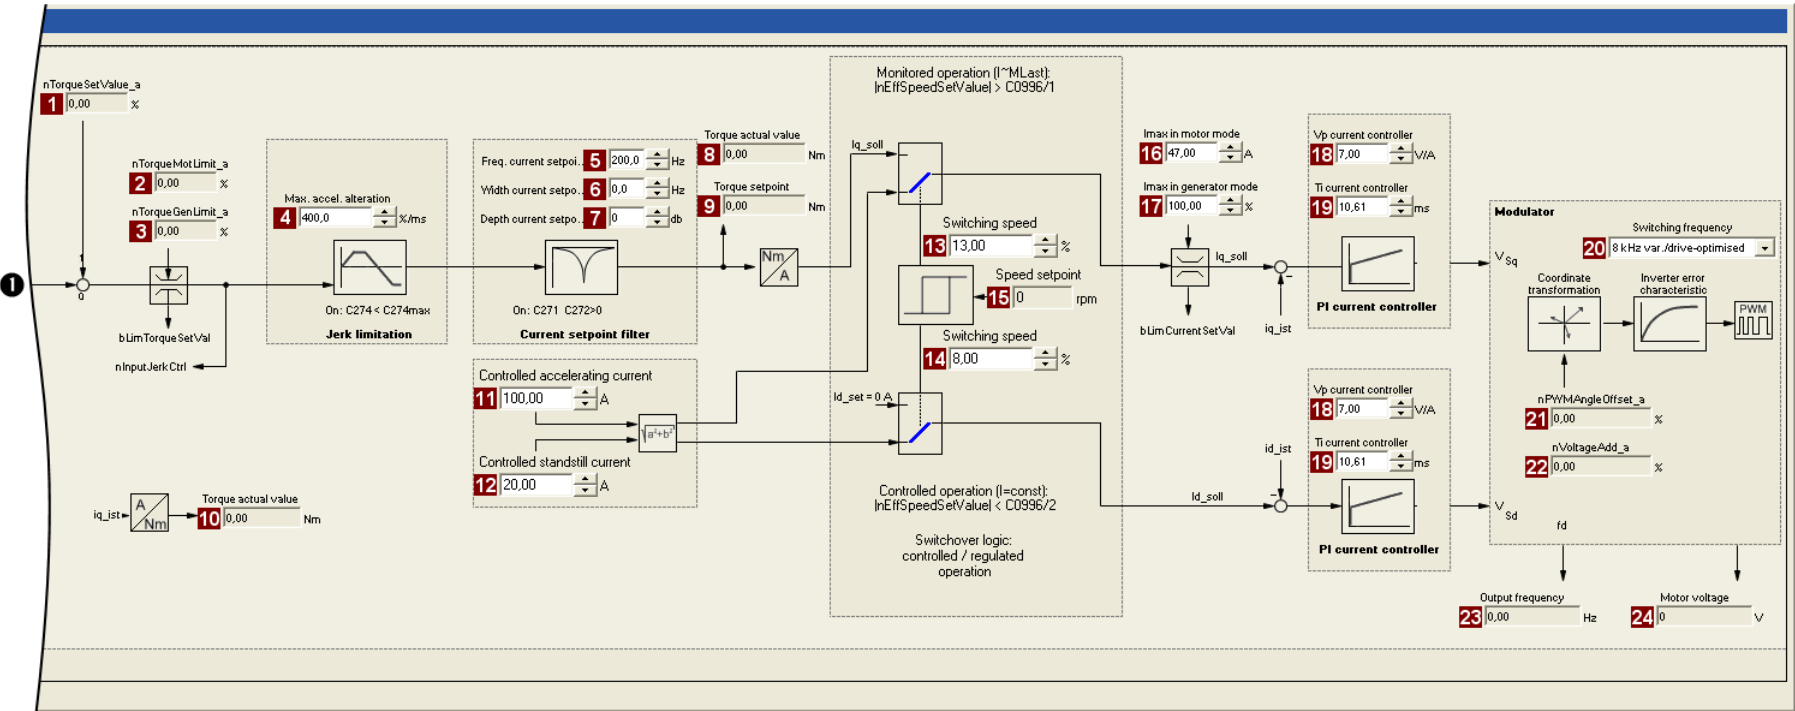 1
nTorqueSetValue_a
1 0,00 %
1
0
nTorqueMotLimit_a
2 0,00 %
nTorqueGenLimit_a
3 0,00 %
bLimTorqueSetVal
nInputJerkCtrl
Max. accel. alteration
4 400,0 %/ms
On: C274 < C274max
Jerk limitation
Freq. current setpoi.. 5 200,0 Hz
Width current setpo.. 6 0,0 Hz
Depth current setpo.. 7 0 db
On: C271 C272>0
Current setpoint filter
Torque actual value
8 0,00 Nm
Torque setpoint
9 0,00 Nm
Nm
A
iq_ist
A
Nm
Torque actual value
10 0,00 Nm
Controlled accelerating current
11 100,00 A
√a²+b²
Controlled standstill current
12 20,00 A
Monitored operation (I~MLast):
|nEffSpeedSetValue| > C0996/1
Iq_soll
Switching speed
13 13,00 %
Speed setpoint
15 0 rpm
Switching speed
14 8,00 %
Id_set = 0 A
Controlled operation (I=const):
|nEffSpeedSetValue| < C0996/2
Switchover logic:
controlled / regulated
operation
Imax in motor mode
16 47,00 A
Imax in generator mode
17 100,00 %
Iq_soll
bLimCurrentSetVal
-
iq_ist
Vp current controller
18 7,00 V/A
Ti current controller
19 10,61 ms
PI current controller
id_ist
-
Id_soll
Vp current controller
18 7,00 V/A
Ti current controller
19 10,61 ms
PI current controller
Modulator
V Sq
Switching frequency
20 8 kHz var./drive-optimised
Coordinate
transformation
Inverter error
characteristic
PWM
nPWMAngleOffset_a
21 0,00 %
nVoltageAdd_a
22 0,00 %
V Sd
fd
Output frequency
23 0,00 Hz
Motor voltage
24 0 V